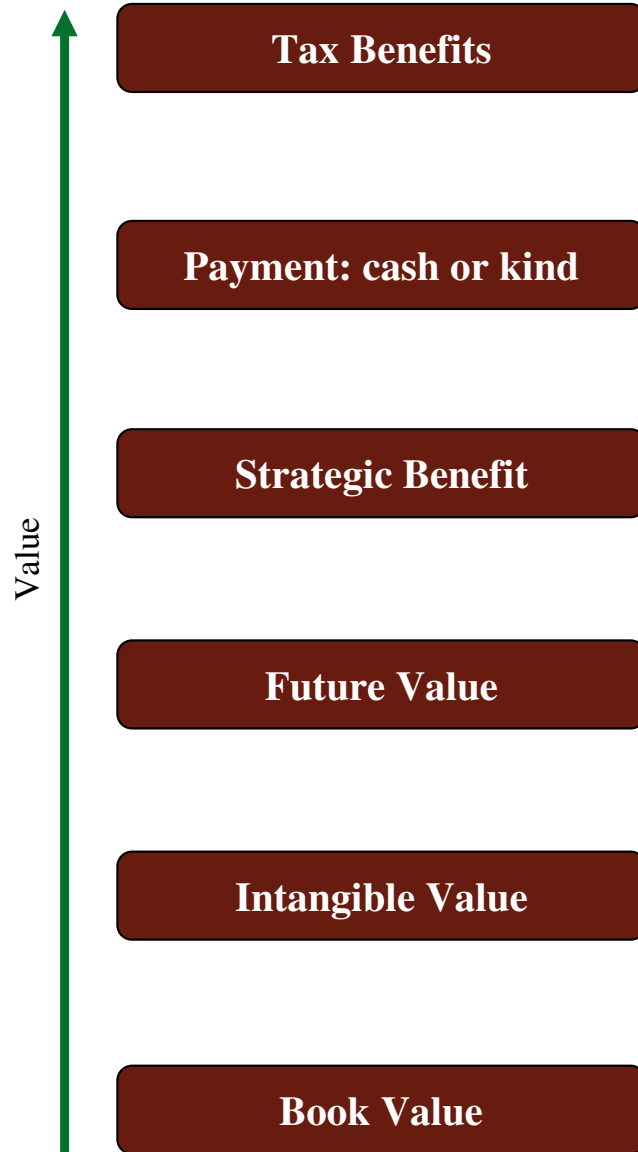 Tax Benefits
Payment: cash or kind
Strategic Benefit
Value
Future Value
Intangible Value
Book Value